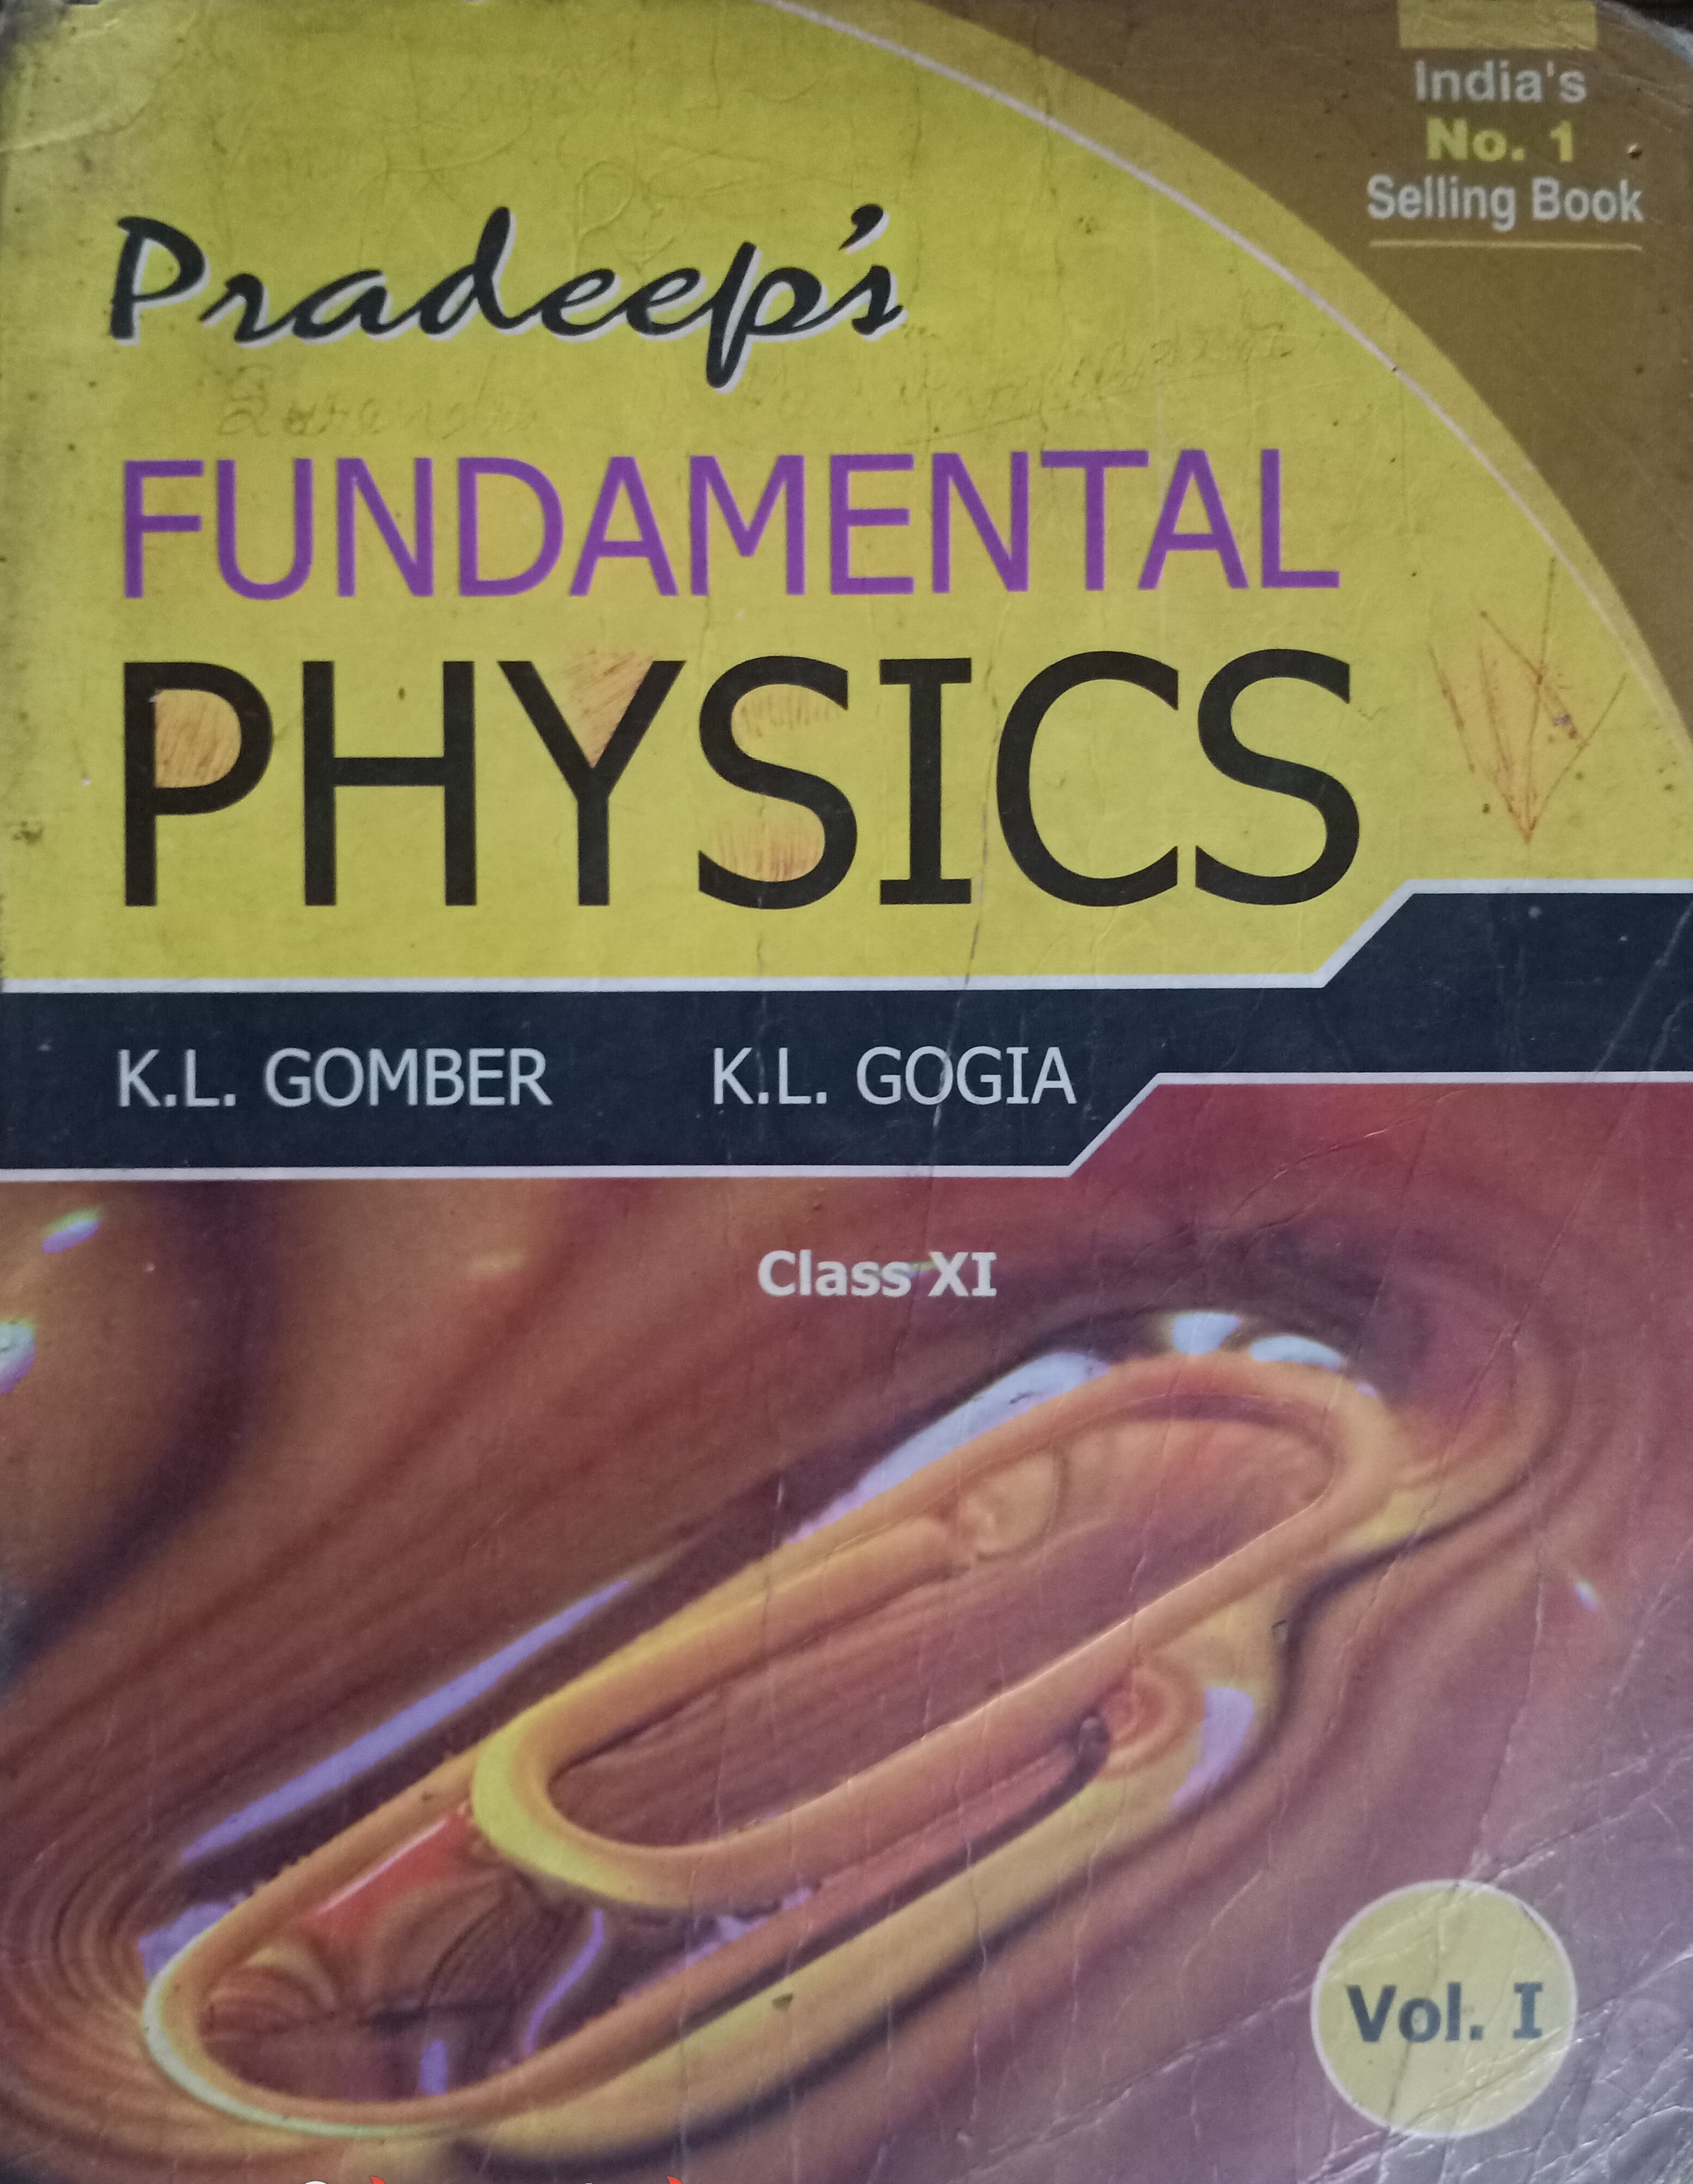 India's
No. 1
Selling Book
Pradeep's
FUNDAMENTAL
PHYSICS
K.L. GOMBER K.L. GOGIA
Class XI
Vol. I